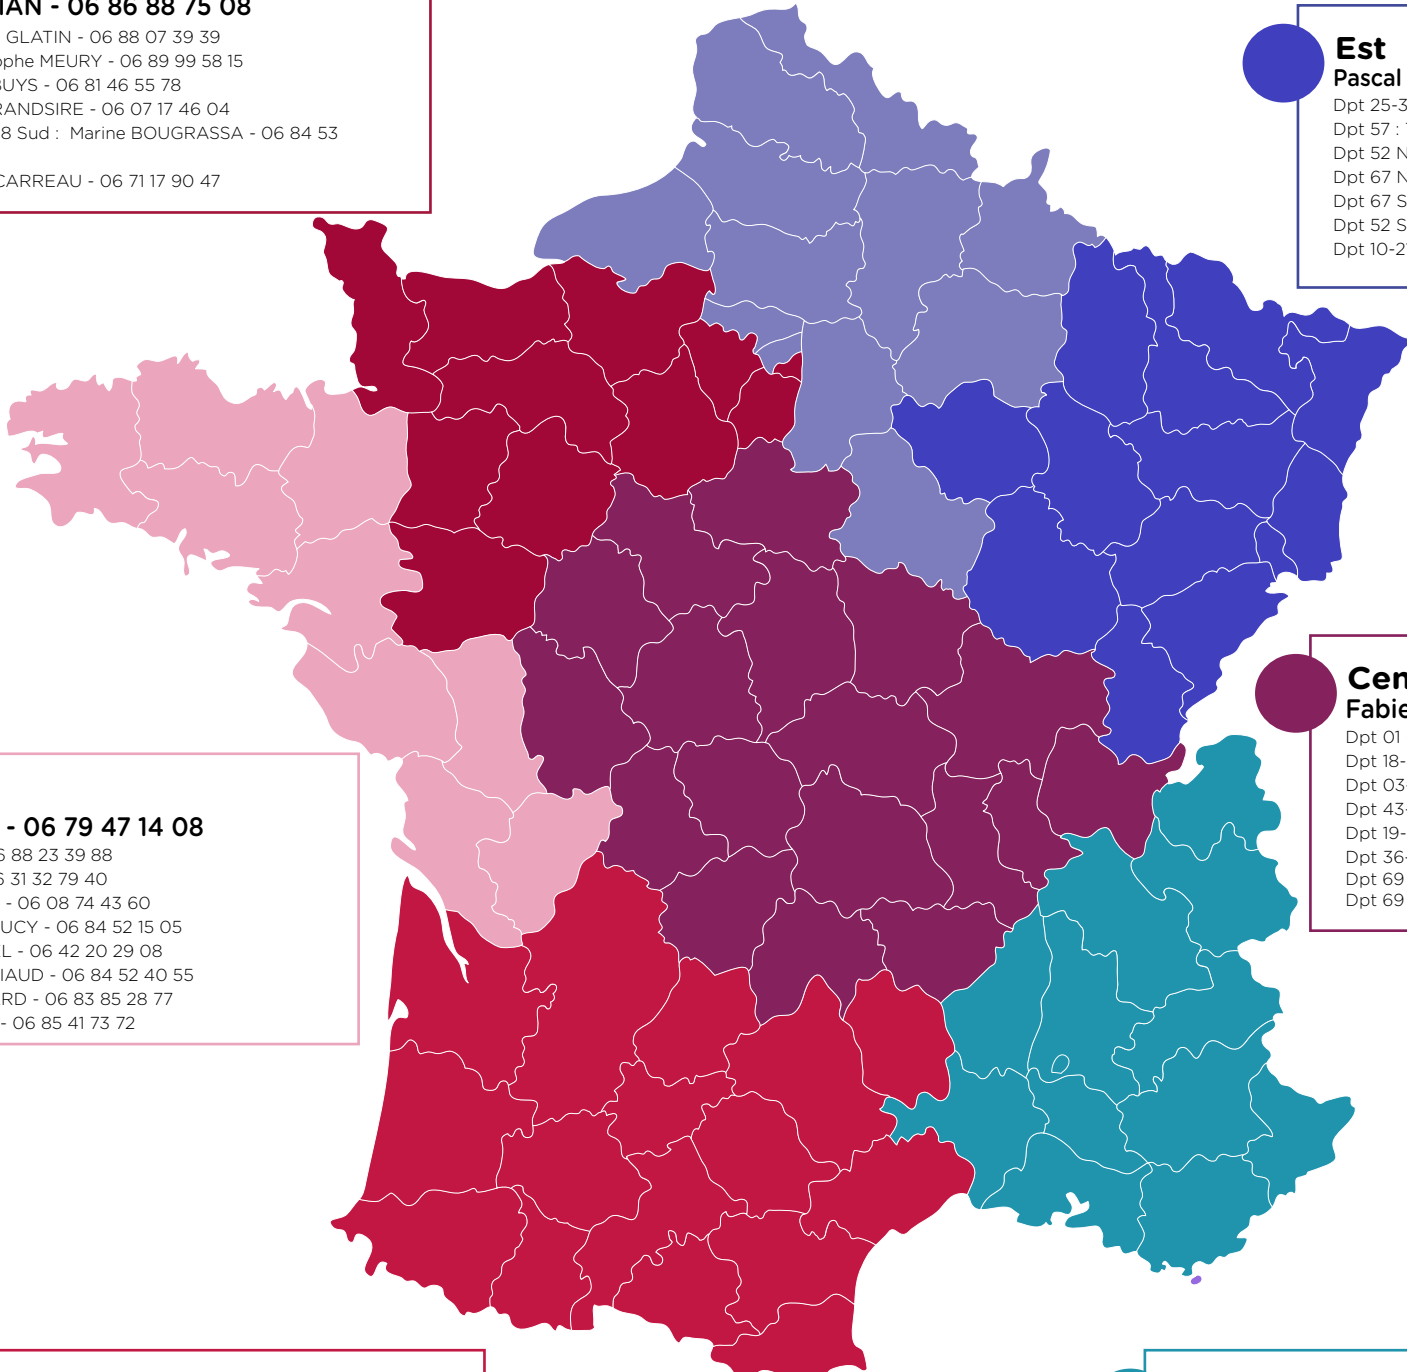 IAN - 06 86 88 75 08
GLATIN - 06 88 07 39 39
ophe MEURY - 06 89 99 58 15
BUYS - 06 81 46 55 78
RANDSIRE - 06 07 17 46 04
8 Sud : Marine BOUGRASSA - 06 84 53
CARREAU - 06 71 17 90 47
Est
Pascal
Dpt 25-3
Dpt 57 :
Dpt 52 N
Dpt 67 N
Dpt 67 S
Dpt 52 S
Dpt 10-2
Cen
Fabie
Dpt 01
Dpt 18-
Dpt 03-
Dpt 43-
Dpt 19-
Dpt 36-
Dpt 69
Dpt 69
- 06 79 47 14 08
6 88 23 39 88
6 31 32 79 40
- 06 08 74 43 60
UCY - 06 84 52 15 05
EL - 06 42 20 29 08
IAUD - 06 84 52 40 55
RD - 06 83 85 28 77
- 06 85 41 73 72